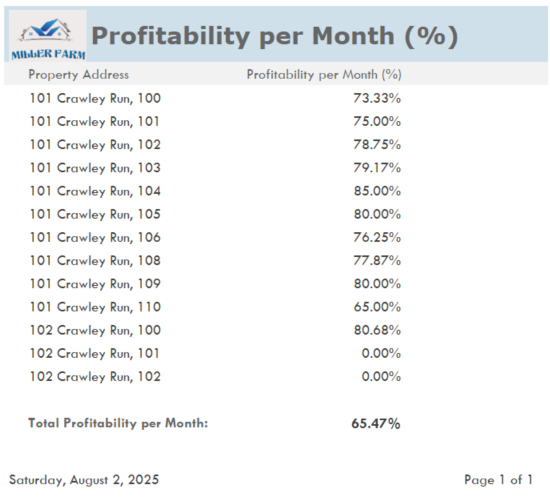 MILLER FARM
Profitability per Month (%)
Property Address Profitability per Month (%)
101 Crawley Run, 100 73.33%
101 Crawley Run, 101 75.00%
101 Crawley Run, 102 78.75%
101 Crawley Run, 103 79.17%
101 Crawley Run, 104 85.00%
101 Crawley Run, 105 80.00%
101 Crawley Run, 106 76.25%
101 Crawley Run, 108 77.87%
101 Crawley Run, 109 80.00%
101 Crawley Run, 110 65.00%
102 Crawley Run, 100 80.68%
102 Crawley Run, 101 0.00%
102 Crawley Run, 102 0.00%
Total Profitability per Month: 65.47%
Saturday, August 2, 2025 Page 1 of 1